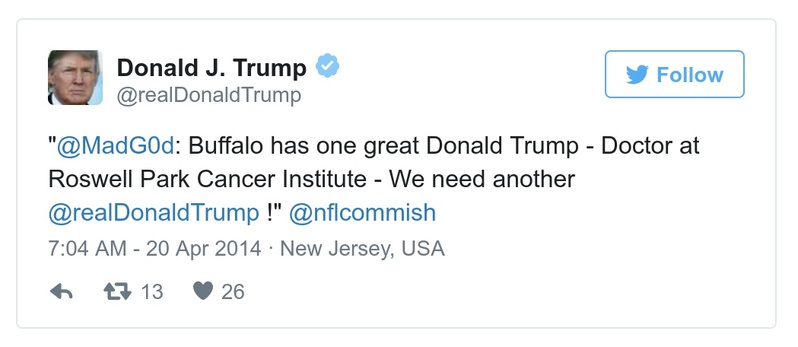 Donald J. Trump
@realDonaldTrump
Follow
"@MadG0d: Buffalo has one great Donald Trump - Doctor at
Roswell Park Cancer Institute - We need another
@realDonaldTrump !" @nflcommish
7:04 AM - 20 Apr 2014 · New Jersey, USA
13 26